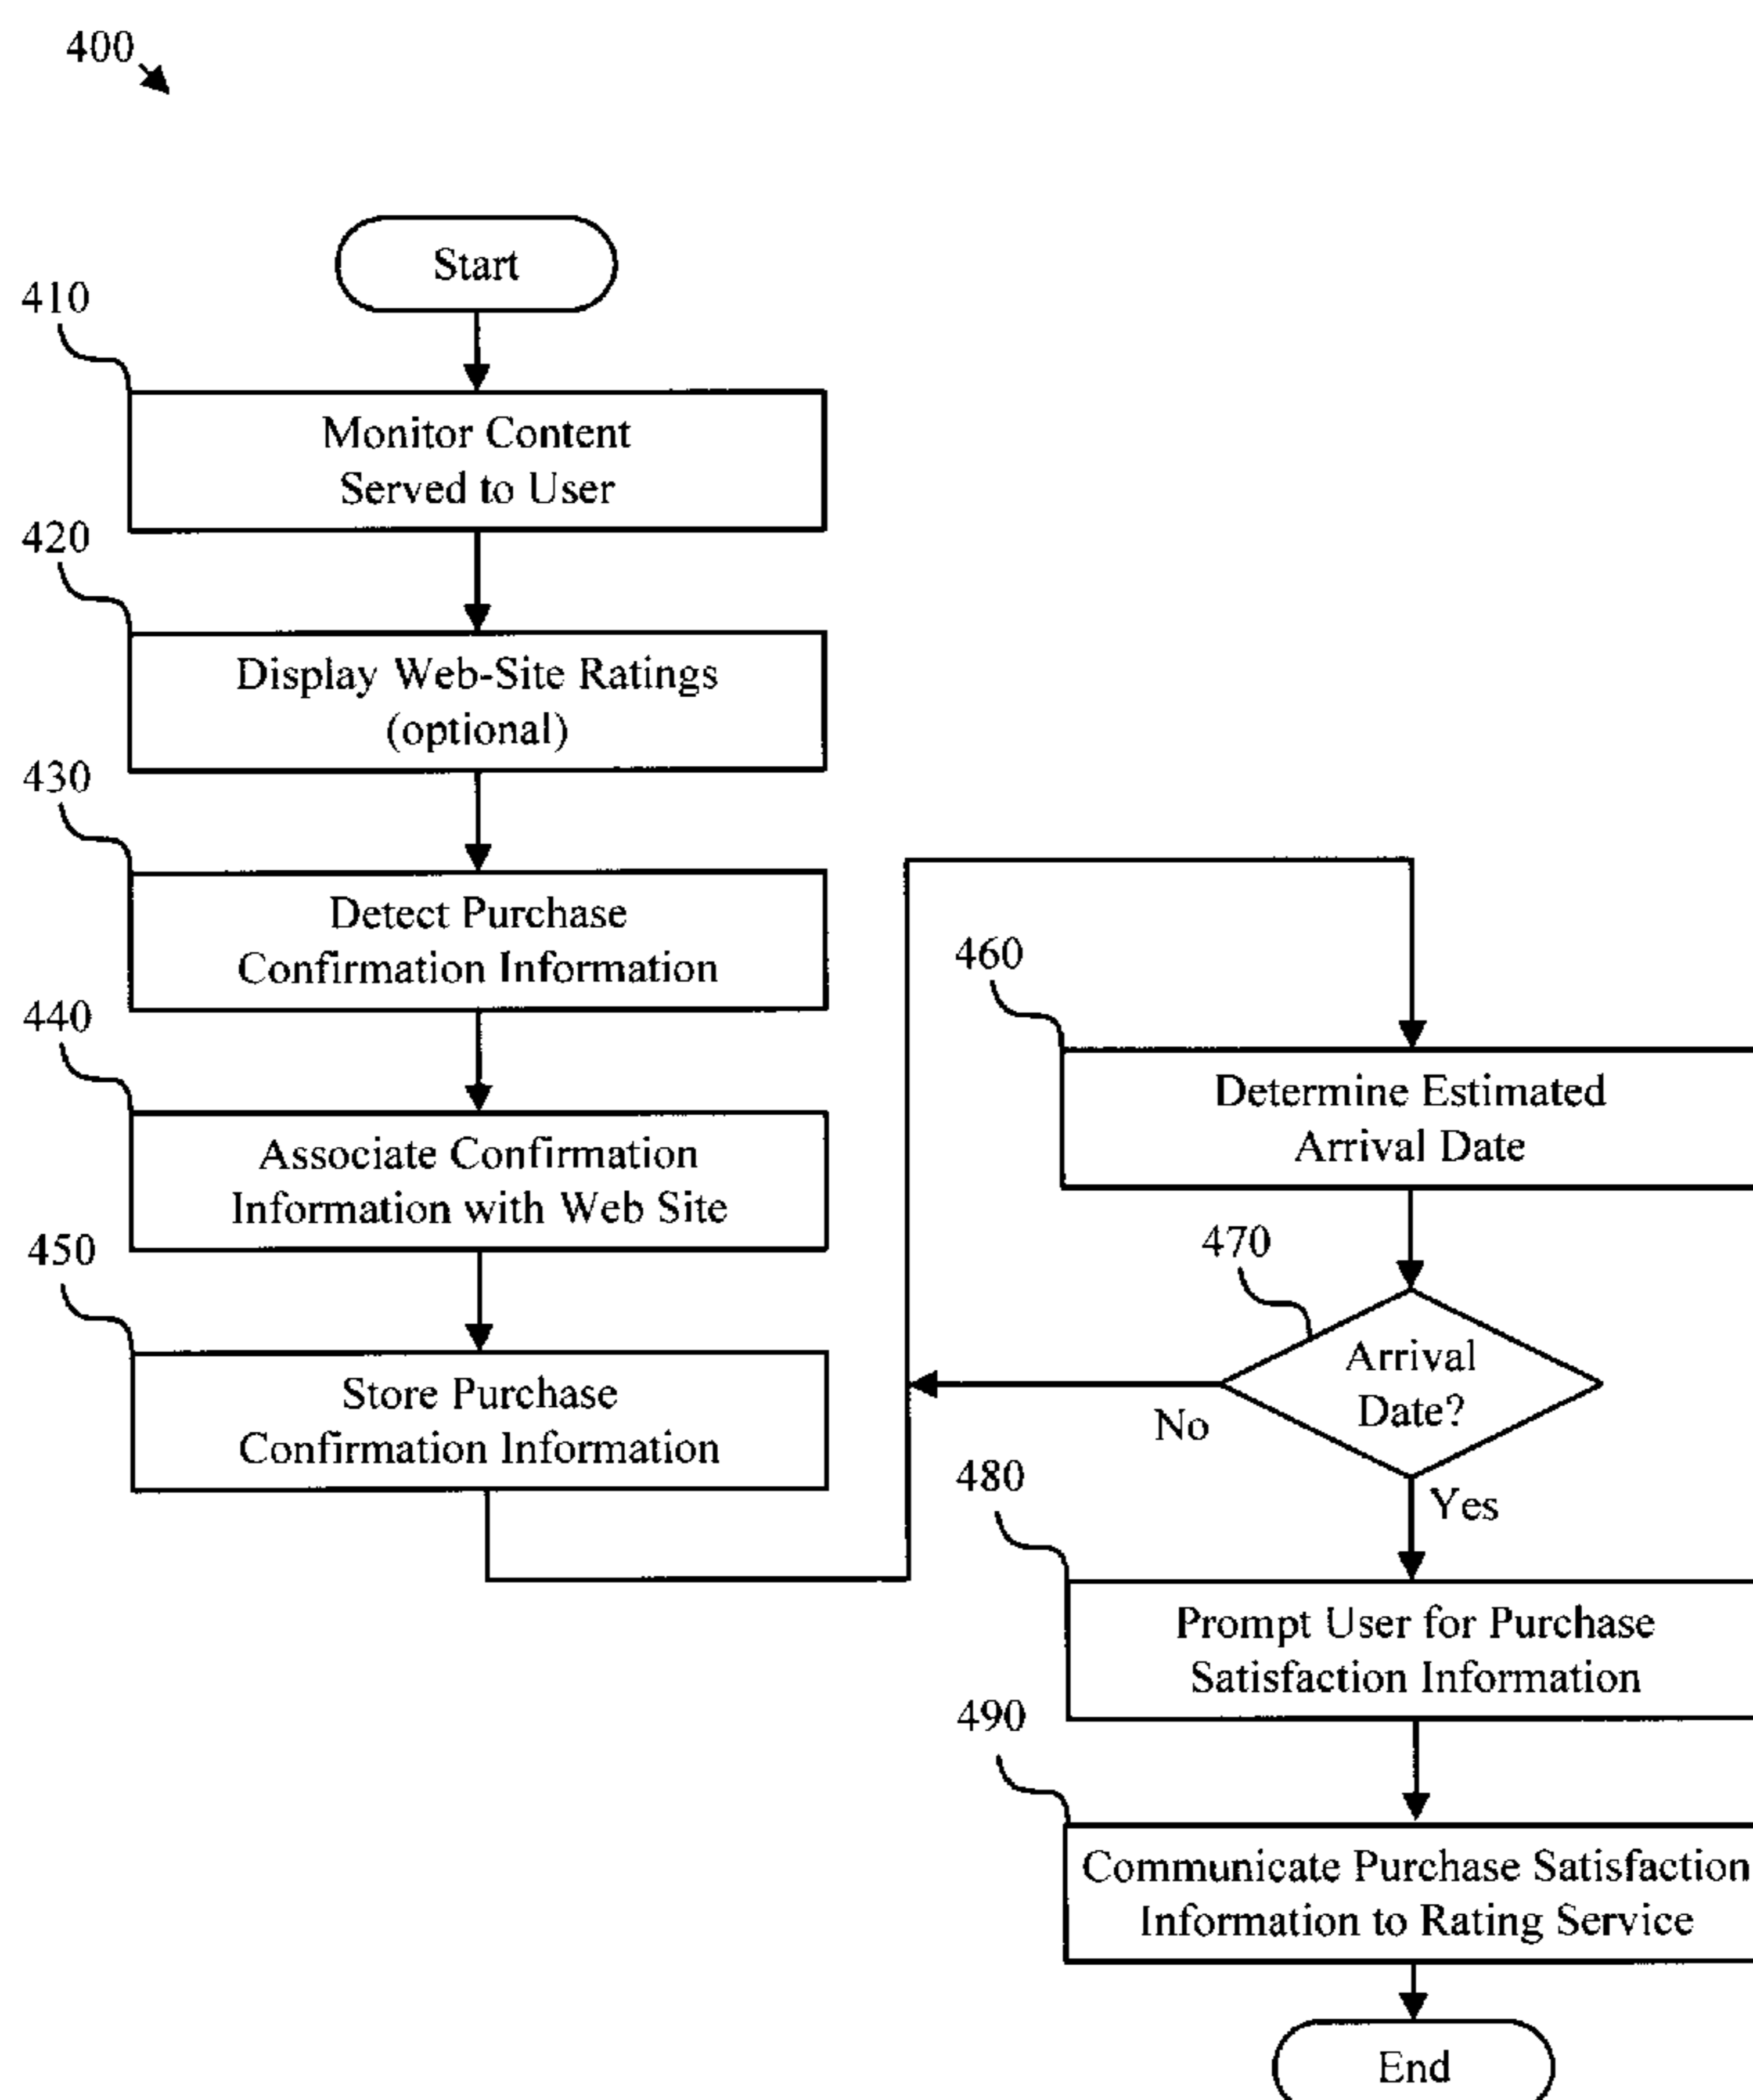 400
Start
410
Monitor Content
Served to User
420
Display Web-Site Ratings
(optional)
430
Detect Purchase
Confirmation Information
440
Associate Confirmation
Information with Web Site
450
Store Purchase
Confirmation Information
460
Determine Estimated
Arrival Date
470
Arrival
Date?
No
Yes
480
Prompt User for Purchase
Satisfaction Information
490
Communicate Purchase Satisfaction
Information to Rating Service
End